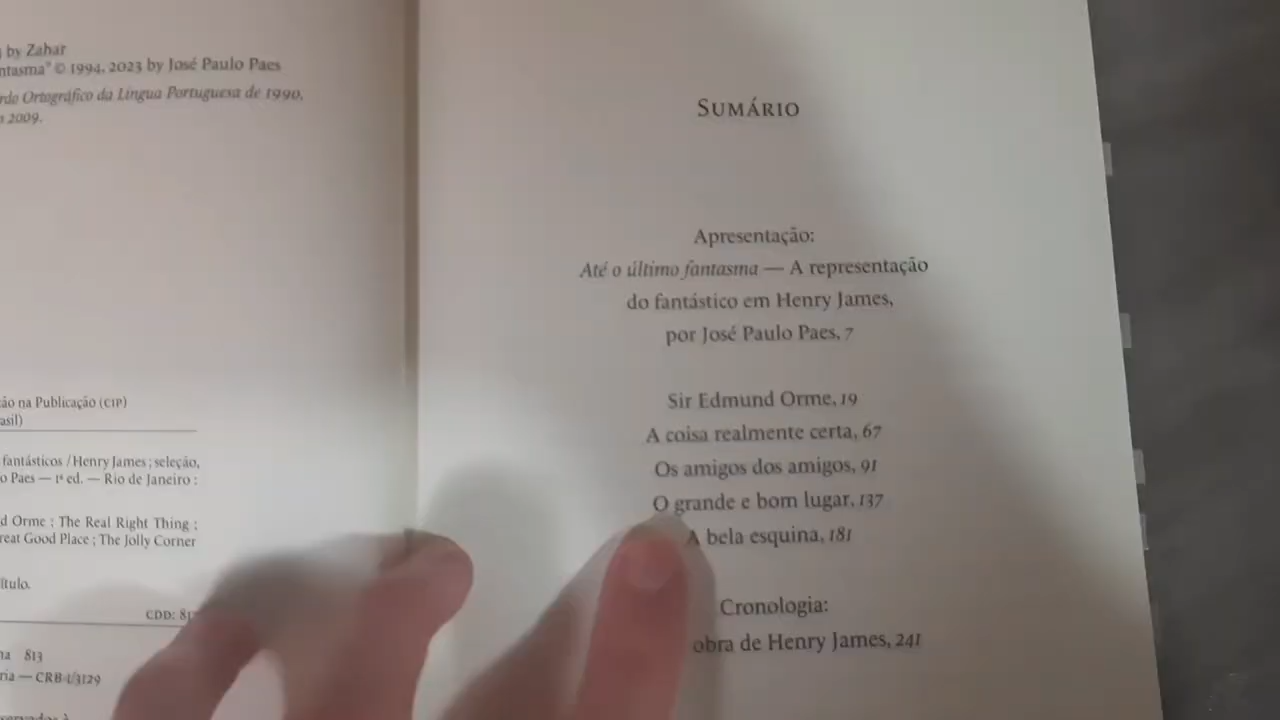 by Zahar
ntasma" © 1994, 2023 by José Paulo Paes
rdo Ortográfico da Língua Portuguesa de 1990,
2009.
ão na Publicação (CIP)
asil)
fantásticos / Henry James ; seleção,
o Paes — 1ª ed. — Rio de Janeiro :
d Orme ; The Real Right Thing ;
reat Good Place ; The Jolly Corner
ítulo.
CDD: 81
na 813
ria — CRB-1/3129
SUMÁRIO
Apresentação:
Até o último fantasma — A representação
do fantástico em Henry James,
por José Paulo Paes, 7
Sir Edmund Orme, 19
A coisa realmente certa, 67
Os amigos dos amigos, 91
O grande e bom lugar, 137
A bela esquina, 181
Cronologia:
obra de Henry James, 241